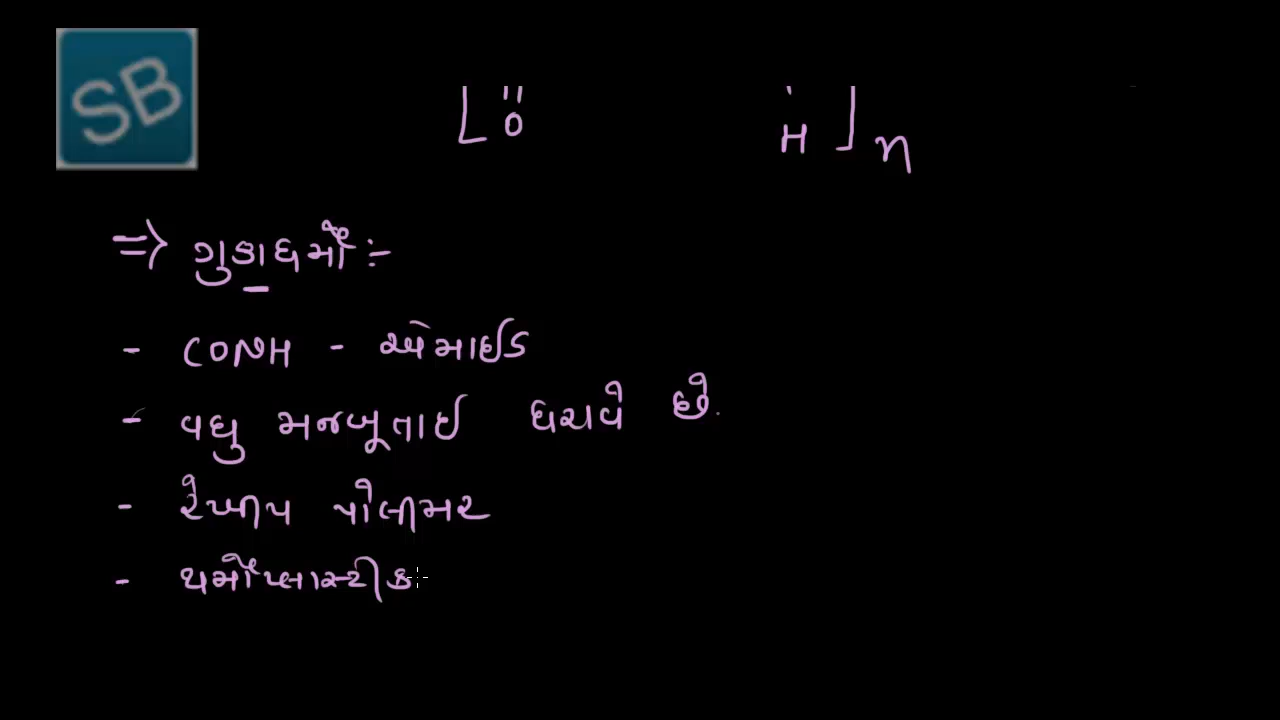 SB
O H n
=> ગુણધર્મો :-
- CONH - એમાઈડ
- વધુ મજબૂતાઈ ધરાવે છે.
- રેખીય પોલીમર
- થર્મોપ્લાસ્ટીક